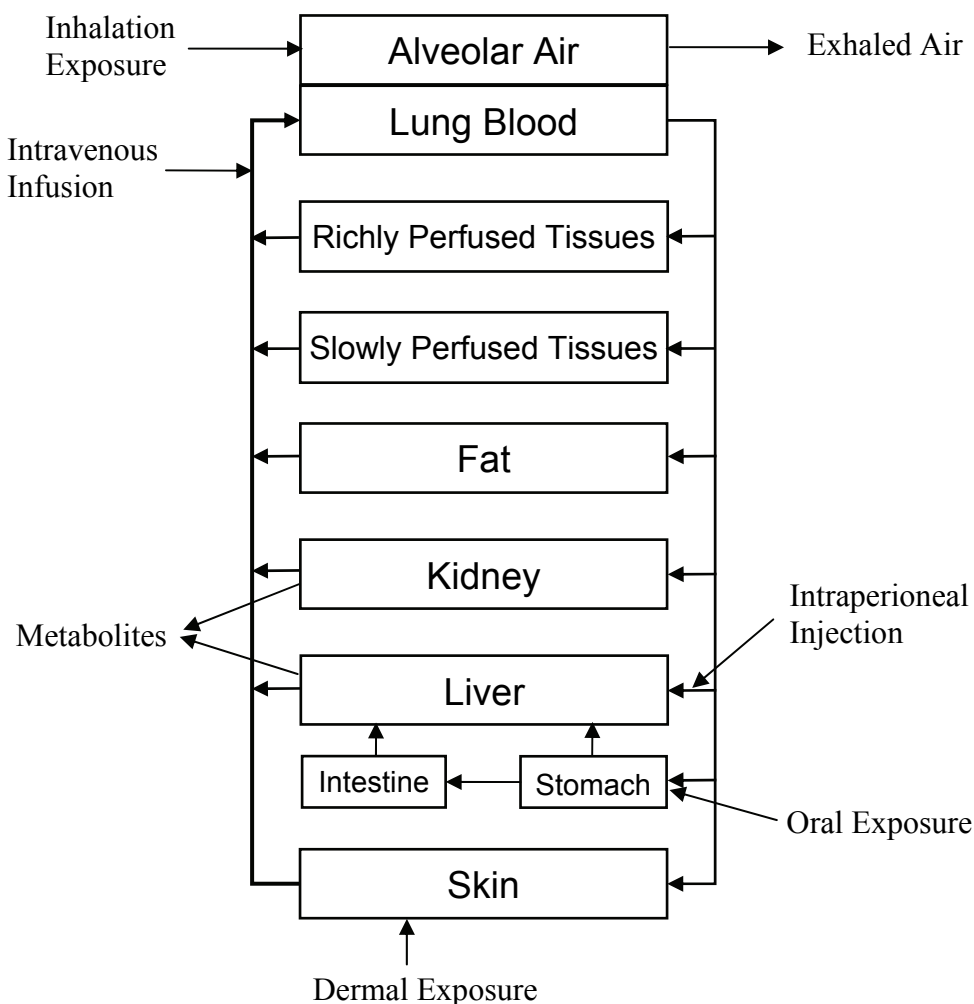 Inhalation
Exposure
Alveolar Air
Exhaled Air
Lung Blood
Intravenous
Infusion
Richly Perfused Tissues
Slowly Perfused Tissues
Fat
Kidney
Intraperioneal
Injection
Metabolites
Liver
Intestine
Stomach
Oral Exposure
Skin
Dermal Exposure